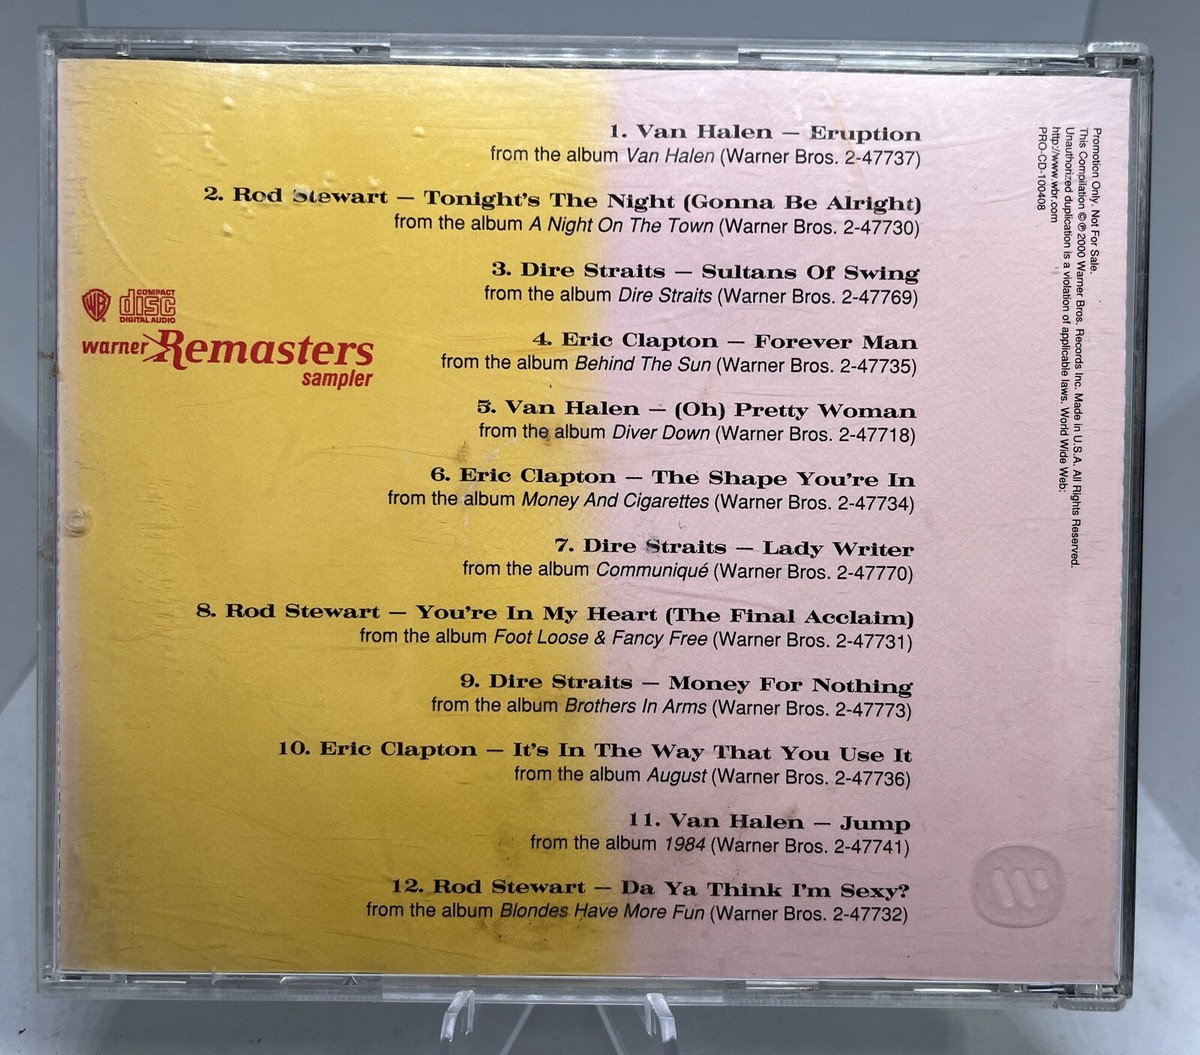 1. Van Halen – Eruption
from the album Van Halen (Warner Bros. 2-47737)
2. Rod Stewart – Tonight's The Night (Gonna Be Alright)
from the album A Night On The Town (Warner Bros. 2-47730)
3. Dire Straits – Sultans Of Swing
from the album Dire Straits (Warner Bros. 2-47769)
4. Eric Clapton – Forever Man
from the album Behind The Sun (Warner Bros. 2-47735)
5. Van Halen – (Oh) Pretty Woman
from the album Diver Down (Warner Bros. 2-47718)
6. Eric Clapton – The Shape You're In
from the album Money And Cigarettes (Warner Bros. 2-47734)
7. Dire Straits – Lady Writer
from the album Communiqué (Warner Bros. 2-47770)
8. Rod Stewart – You're In My Heart (The Final Acclaim)
from the album Foot Loose & Fancy Free (Warner Bros. 2-47731)
9. Dire Straits – Money For Nothing
from the album Brothers In Arms (Warner Bros. 2-47773)
10. Eric Clapton – It's In The Way That You Use It
from the album August (Warner Bros. 2-47736)
11. Van Halen – Jump
from the album 1984 (Warner Bros. 2-47741)
12. Rod Stewart – Da Ya Think I'm Sexy?
from the album Blondes Have More Fun (Warner Bros. 2-47732)
WB
COMPACT
disc
DIGITAL AUDIO
warner Remasters
sampler
Promotion Only. Not For Sale.
This Compilation © ℗ 2000 Warner Bros. Records Inc. Made in U.S.A. All Rights Reserved.
Unauthorized duplication is a violation of applicable laws. World Wide Web:
http://www.wbr.com
PRO-CD-100408